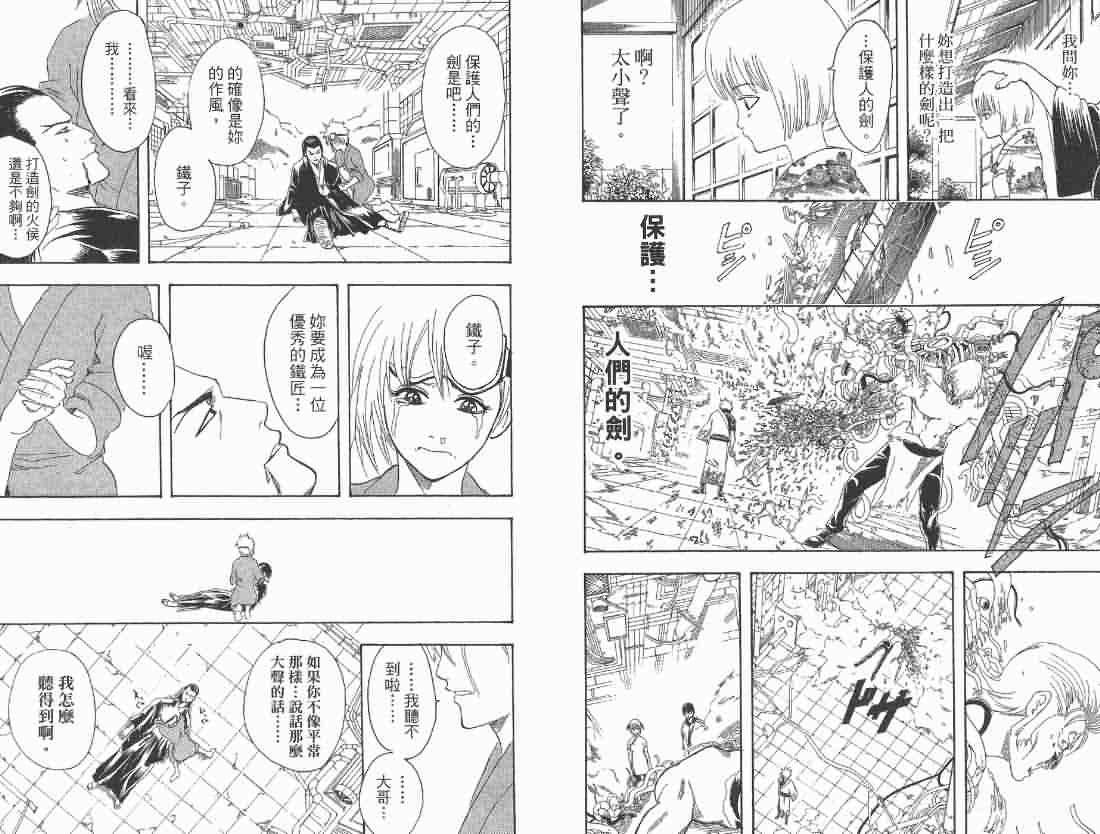 我問妳…
妳想打造出一把
什麼樣的劍呢？
…保護人的劍。
啊？
太小聲了。
ピシ
ピシ
保護…
人們的劍。
ドドォ
保護人們的…
劍是吧……
的確像是妳
的作風，
鐵子。
………看來…
我…………
打造劍的火侯
還是不夠啊…
鐵子。
妳要成為一位
優秀的鐵匠…
喔……
………我聽不
到啦……
………
大哥…
如果你不像平常
那樣…說話那麼
大聲的話……
我怎麼
聽得到啊。